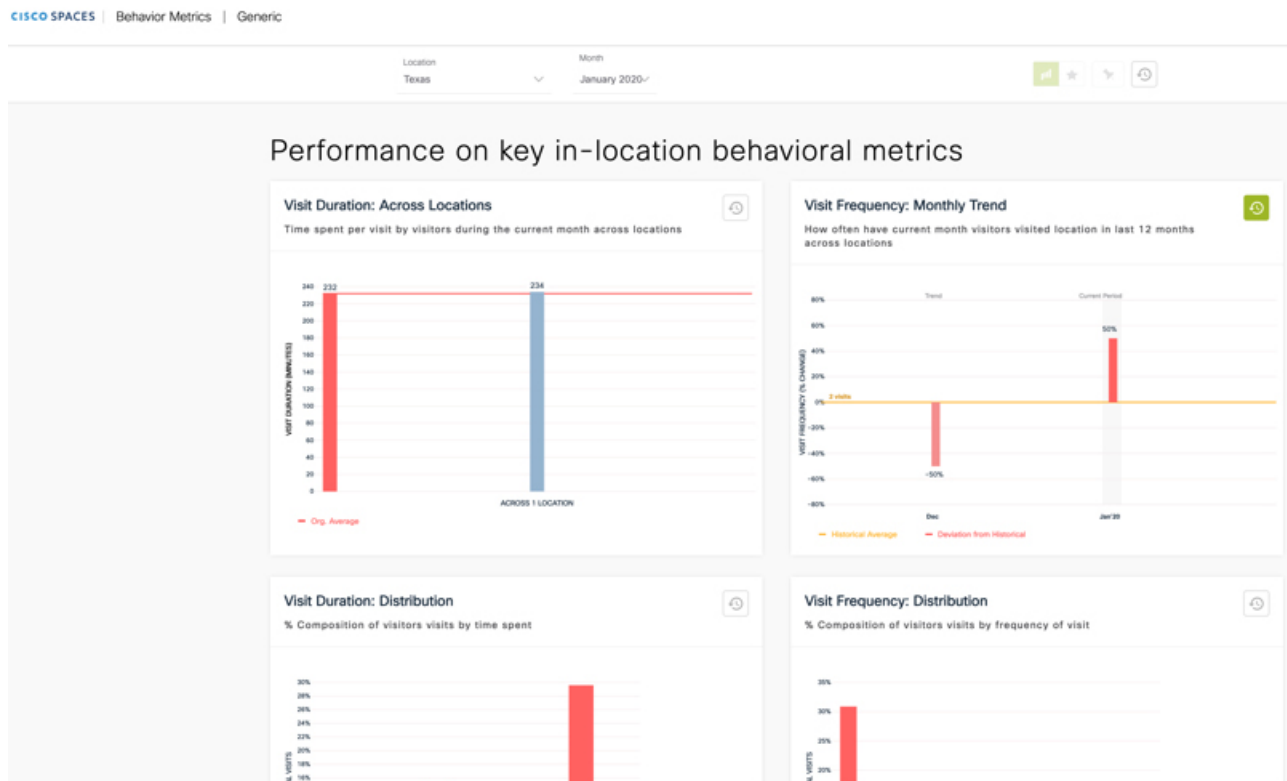 CISCO SPACES | Behavior Metrics | Generic
Location
Texas
Month
January 2020
Performance on key in-location behavioral metrics
Visit Duration: Across Locations
Time spent per visit by visitors during the current month across locations
VISIT DURATION (MINUTES)
240
220
200
180
160
140
120
100
80
60
40
20
0
232
234
ACROSS 1 LOCATION
Org. Average
Visit Frequency: Monthly Trend
How often have current month visitors visited location in last 12 months
across locations
VISIT FREQUENCY (% CHANGE)
80%
60%
40%
20%
0%
-20%
-40%
-60%
-80%
Trend
Current Period
50%
2 visits
-50%
Dec
Jan'20
Historical Average
Deviation from Historical
Visit Duration: Distribution
% Composition of visitors visits by time spent
30%
28%
26%
24%
22%
20%
18%
16%
VISITS
Visit Frequency: Distribution
% Composition of visitors visits by frequency of visit
35%
30%
25%
20%
VISITS